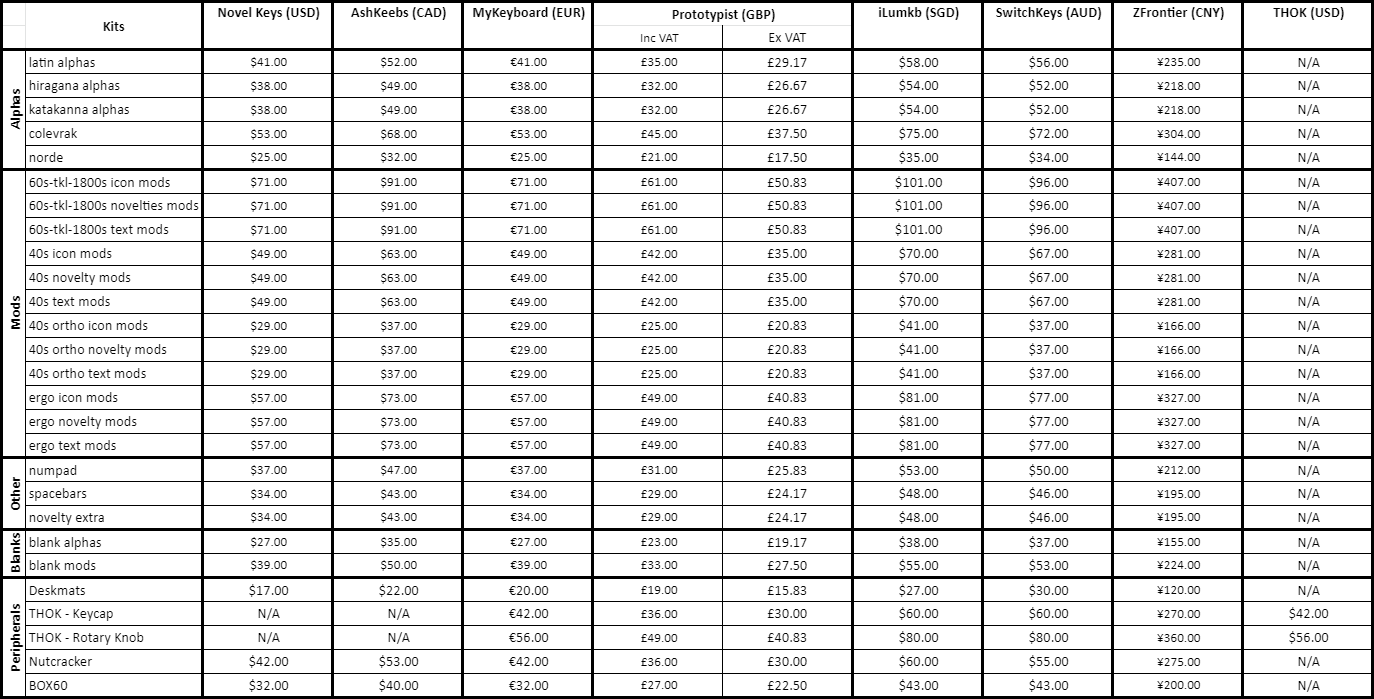 Kits Novel Keys (USD) AshKeebs (CAD) MyKeyboard (EUR) Prototypist (GBP) iLumkb (SGD) SwitchKeys (AUD) ZFrontier (CNY) THOK (USD)
Inc VAT Ex VAT
Alphas
latin alphas $41.00 $52.00 €41.00 £35.00 £29.17 $58.00 $56.00 ¥235.00 N/A
hiragana alphas $38.00 $49.00 €38.00 £32.00 £26.67 $54.00 $52.00 ¥218.00 N/A
katakanna alphas $38.00 $49.00 €38.00 £32.00 £26.67 $54.00 $52.00 ¥218.00 N/A
colevrak $53.00 $68.00 €53.00 £45.00 £37.50 $75.00 $72.00 ¥304.00 N/A
norde $25.00 $32.00 €25.00 £21.00 £17.50 $35.00 $34.00 ¥144.00 N/A
Mods
60s-tkl-1800s icon mods $71.00 $91.00 €71.00 £61.00 £50.83 $101.00 $96.00 ¥407.00 N/A
60s-tkl-1800s novelties mods $71.00 $91.00 €71.00 £61.00 £50.83 $101.00 $96.00 ¥407.00 N/A
60s-tkl-1800s text mods $71.00 $91.00 €71.00 £61.00 £50.83 $101.00 $96.00 ¥407.00 N/A
40s icon mods $49.00 $63.00 €49.00 £42.00 £35.00 $70.00 $67.00 ¥281.00 N/A
40s novelty mods $49.00 $63.00 €49.00 £42.00 £35.00 $70.00 $67.00 ¥281.00 N/A
40s text mods $49.00 $63.00 €49.00 £42.00 £35.00 $70.00 $67.00 ¥281.00 N/A
40s ortho icon mods $29.00 $37.00 €29.00 £25.00 £20.83 $41.00 $37.00 ¥166.00 N/A
40s ortho novelty mods $29.00 $37.00 €29.00 £25.00 £20.83 $41.00 $37.00 ¥166.00 N/A
40s ortho text mods $29.00 $37.00 €29.00 £25.00 £20.83 $41.00 $37.00 ¥166.00 N/A
ergo icon mods $57.00 $73.00 €57.00 £49.00 £40.83 $81.00 $77.00 ¥327.00 N/A
ergo novelty mods $57.00 $73.00 €57.00 £49.00 £40.83 $81.00 $77.00 ¥327.00 N/A
ergo text mods $57.00 $73.00 €57.00 £49.00 £40.83 $81.00 $77.00 ¥327.00 N/A
Other
numpad $37.00 $47.00 €37.00 £31.00 £25.83 $53.00 $50.00 ¥212.00 N/A
spacebars $34.00 $43.00 €34.00 £29.00 £24.17 $48.00 $46.00 ¥195.00 N/A
novelty extra $34.00 $43.00 €34.00 £29.00 £24.17 $48.00 $46.00 ¥195.00 N/A
Blanks
blank alphas $27.00 $35.00 €27.00 £23.00 £19.17 $38.00 $37.00 ¥155.00 N/A
blank mods $39.00 $50.00 €39.00 £33.00 £27.50 $55.00 $53.00 ¥224.00 N/A
Peripherals
Deskmats $17.00 $22.00 €20.00 £19.00 £15.83 $27.00 $30.00 ¥120.00 N/A
THOK - Keycap N/A N/A €42.00 £36.00 £30.00 $60.00 $60.00 ¥270.00 $42.00
THOK - Rotary Knob N/A N/A €56.00 £49.00 £40.83 $80.00 $80.00 ¥360.00 $56.00
Nutcracker $42.00 $53.00 €42.00 £36.00 £30.00 $60.00 $55.00 ¥275.00 N/A
BOX60 $32.00 $40.00 €32.00 £27.00 £22.50 $43.00 $43.00 ¥200.00 N/A